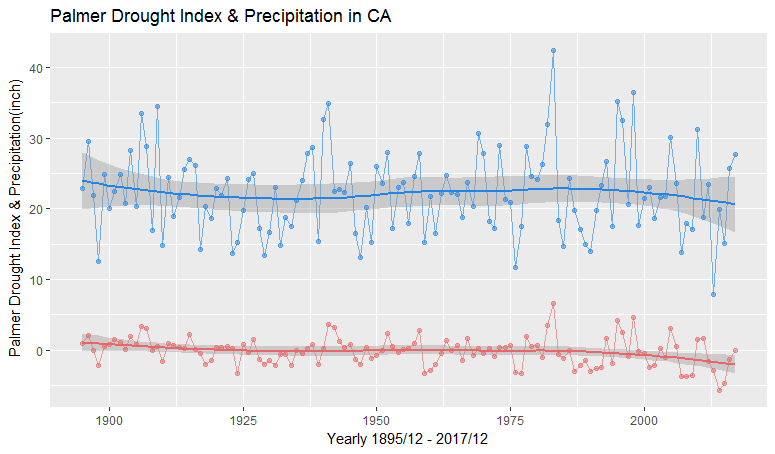 Palmer Drought Index & Precipitation in CA
Palmer Drought Index & Precipitation(inch)
40
30
20
10
0
1900 1925 1950 1975 2000
Yearly 1895/12 - 2017/12